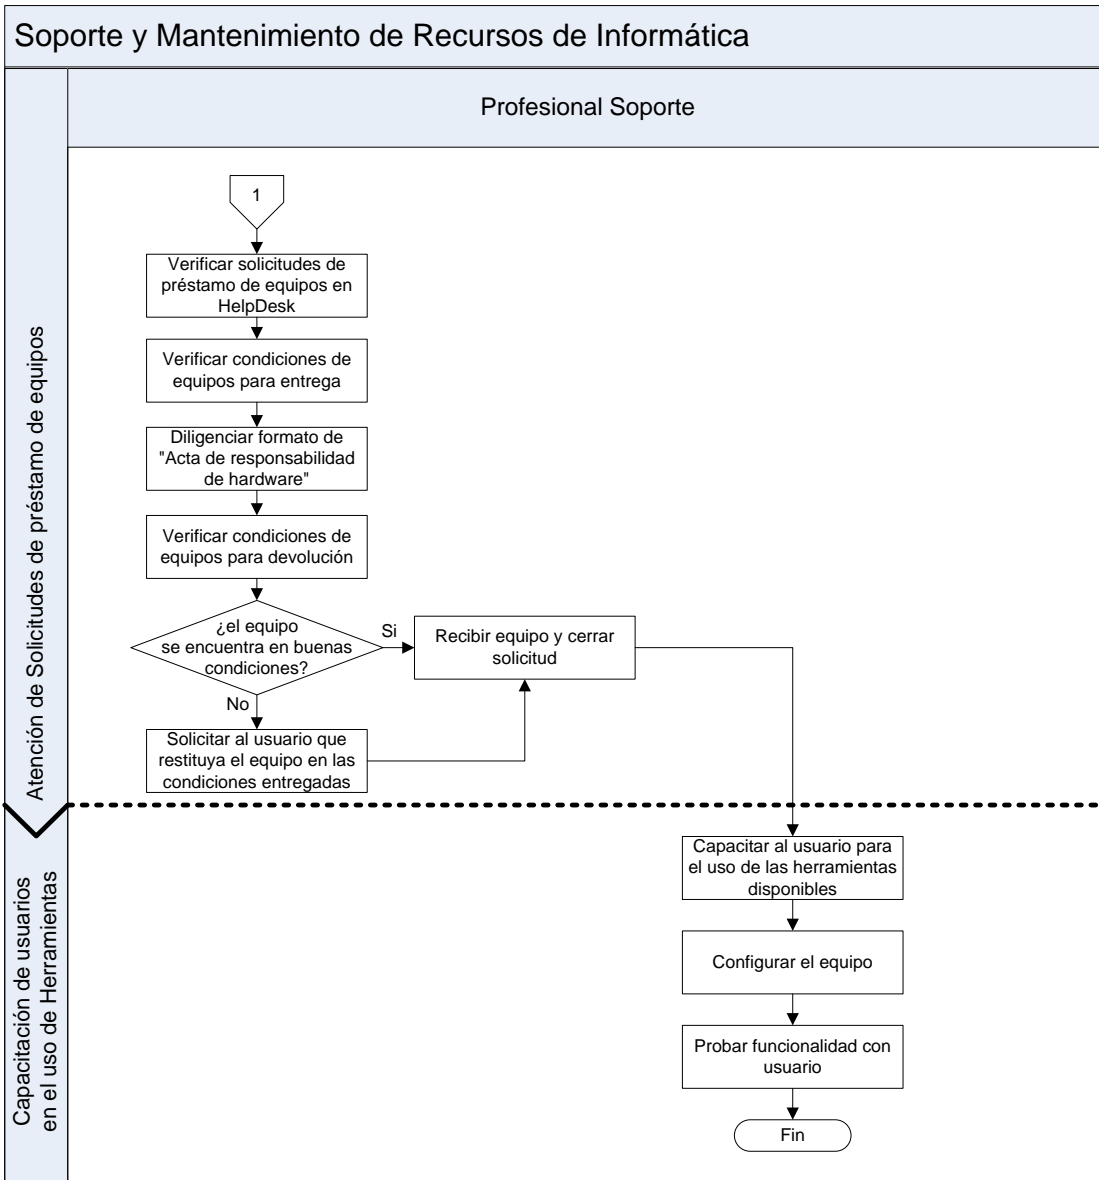 Soporte y Mantenimiento de Recursos de Informática
Profesional Soporte
Atención de Solicitudes de préstamo de equipos
1
Verificar solicitudes de
préstamo de equipos en
HelpDesk
Verificar condiciones de
equipos para entrega
Diligenciar formato de
"Acta de responsabilidad
de hardware"
Verificar condiciones de
equipos para devolución
¿el equipo
se encuentra en buenas
condiciones?
Si
Recibir equipo y cerrar
solicitud
No
Solicitar al usuario que
restituya el equipo en las
condiciones entregadas
Capacitación de usuarios
en el uso de Herramientas
Capacitar al usuario para
el uso de las herramientas
disponibles
Configurar el equipo
Probar funcionalidad con
usuario
Fin